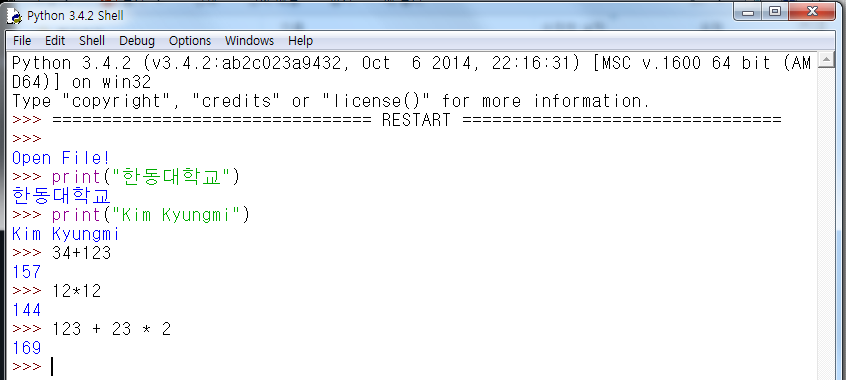 Python 3.4.2 Shell
File Edit Shell Debug Options Windows Help
Python 3.4.2 (v3.4.2:ab2c023a9432, Oct  6 2014, 22:16:31) [MSC v.1600 64 bit (AM
D64)] on win32
Type "copyright", "credits" or "license()" for more information.
>>> ================================ RESTART ================================
>>>
Open File!
>>> print("한동대학교")
한동대학교
>>> print("Kim Kyungmi")
Kim Kyungmi
>>> 34+123
157
>>> 12*12
144
>>> 123 + 23 * 2
169
>>>